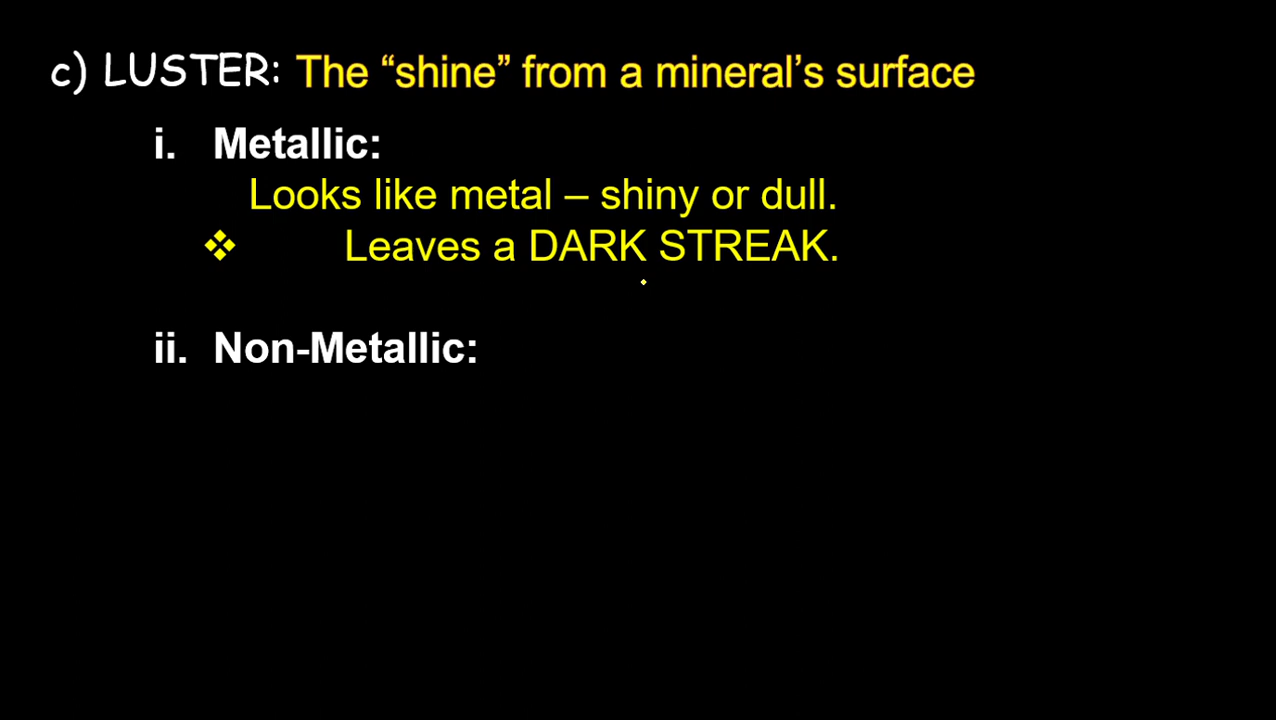 c) LUSTER: The “shine” from a mineral’s surface
i. Metallic:
Looks like metal – shiny or dull.
❖ Leaves a DARK STREAK.
ii. Non-Metallic: